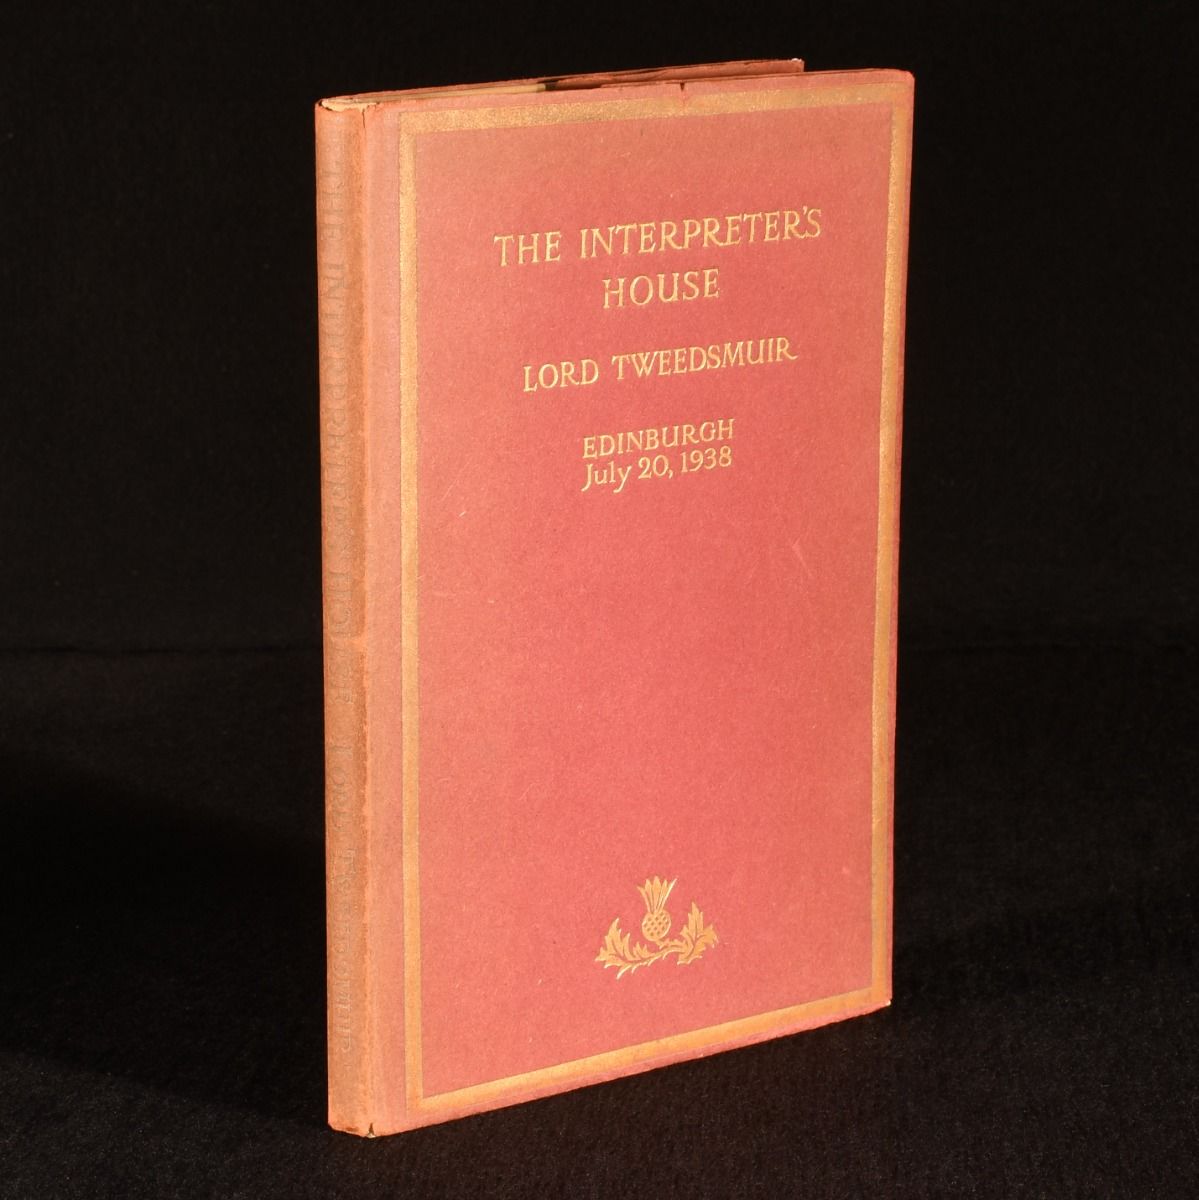 THE INTERPRETER'S
HOUSE
LORD TWEEDSMUIR
EDINBURGH
July 20, 1938
THE INTERPRETER'S HOUSE LORD TWEEDSMUIR